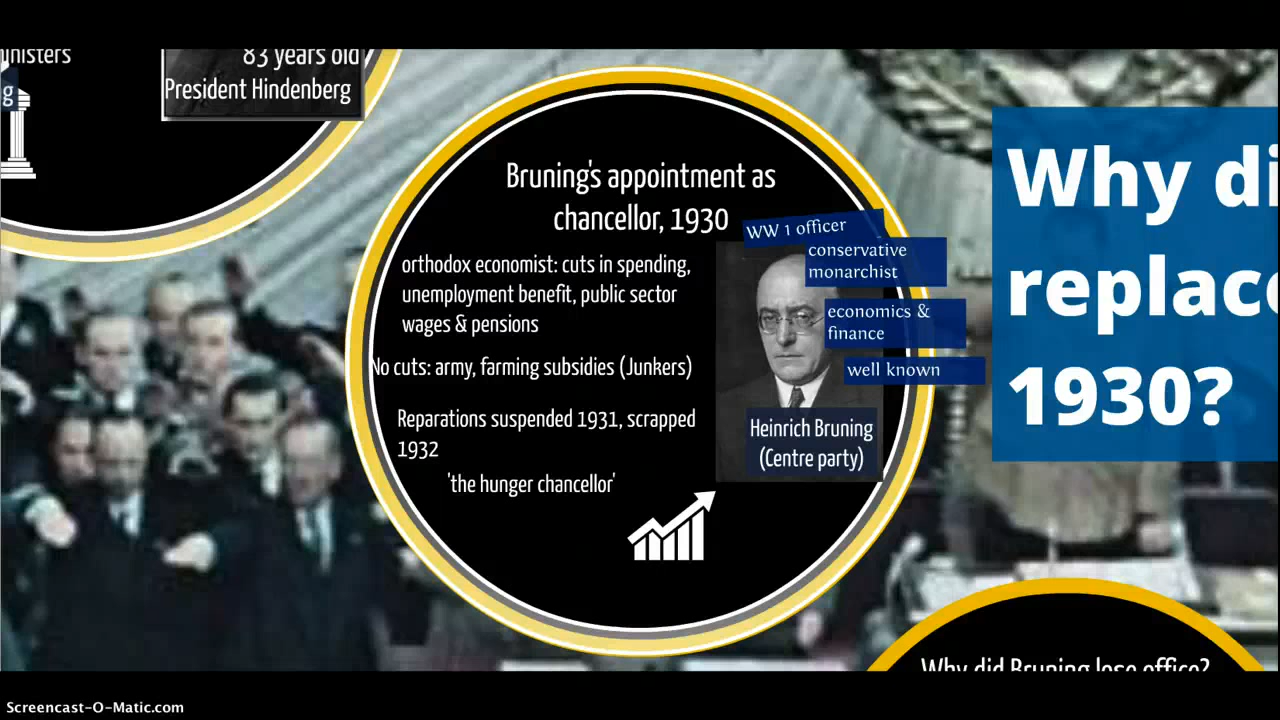 inisters
g
83 years old
President Hindenberg
Bruning's appointment as
chancellor, 1930
orthodox economist: cuts in spending,
unemployment benefit, public sector
wages & pensions
No cuts: army, farming subsidies (Junkers)
Reparations suspended 1931, scrapped
1932
'the hunger chancellor'
WW 1 officer
conservative
monarchist
economics &
finance
well known
Heinrich Bruning
(Centre party)
Why di
replace
1930?
Why did Bruning lose office?
Screencast-O-Matic.com